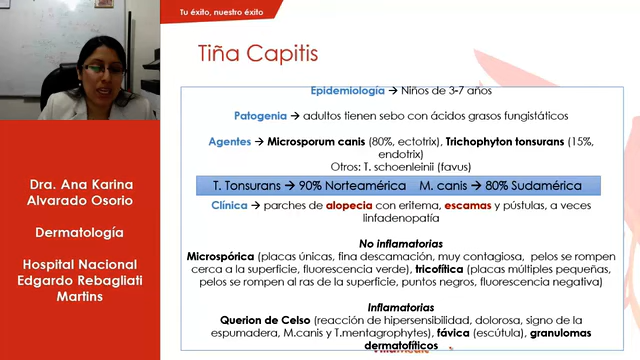 Tu éxito, nuestro éxito
Tiña Capitis
Epidemiología → Niños de 3-7 años
Patogenia → adultos tienen sebo con ácidos grasos fungistáticos
Agentes → Microsporum canis (80%, ectotrix), Trichophyton tonsurans (15%,
endotrix)
Otros: T. schoenleinii (favus)
T. Tonsurans → 90% Norteamérica M. canis → 80% Sudamérica
Clínica → parches de alopecia con eritema, escamas y pústulas, a veces
linfadenopatía
No inflamatorias
Microspórica (placas únicas, fina descamación, muy contagiosa, pelos se rompen
cerca a la superficie, fluorescencia verde), tricofítica (placas múltiples pequeñas,
pelos se rompen al ras de la superficie, puntos negros, fluorescencia negativa)
Inflamatorias
Querion de Celso (reacción de hipersensibilidad, dolorosa, signo de la
espumadera, M.canis y T.mentagrophytes), fávica (escútula), granulomas
dermatofíticos
Dra. Ana Karina
Alvarado Osorio
Dermatología
Hospital Nacional
Edgardo Rebagliati
Martins